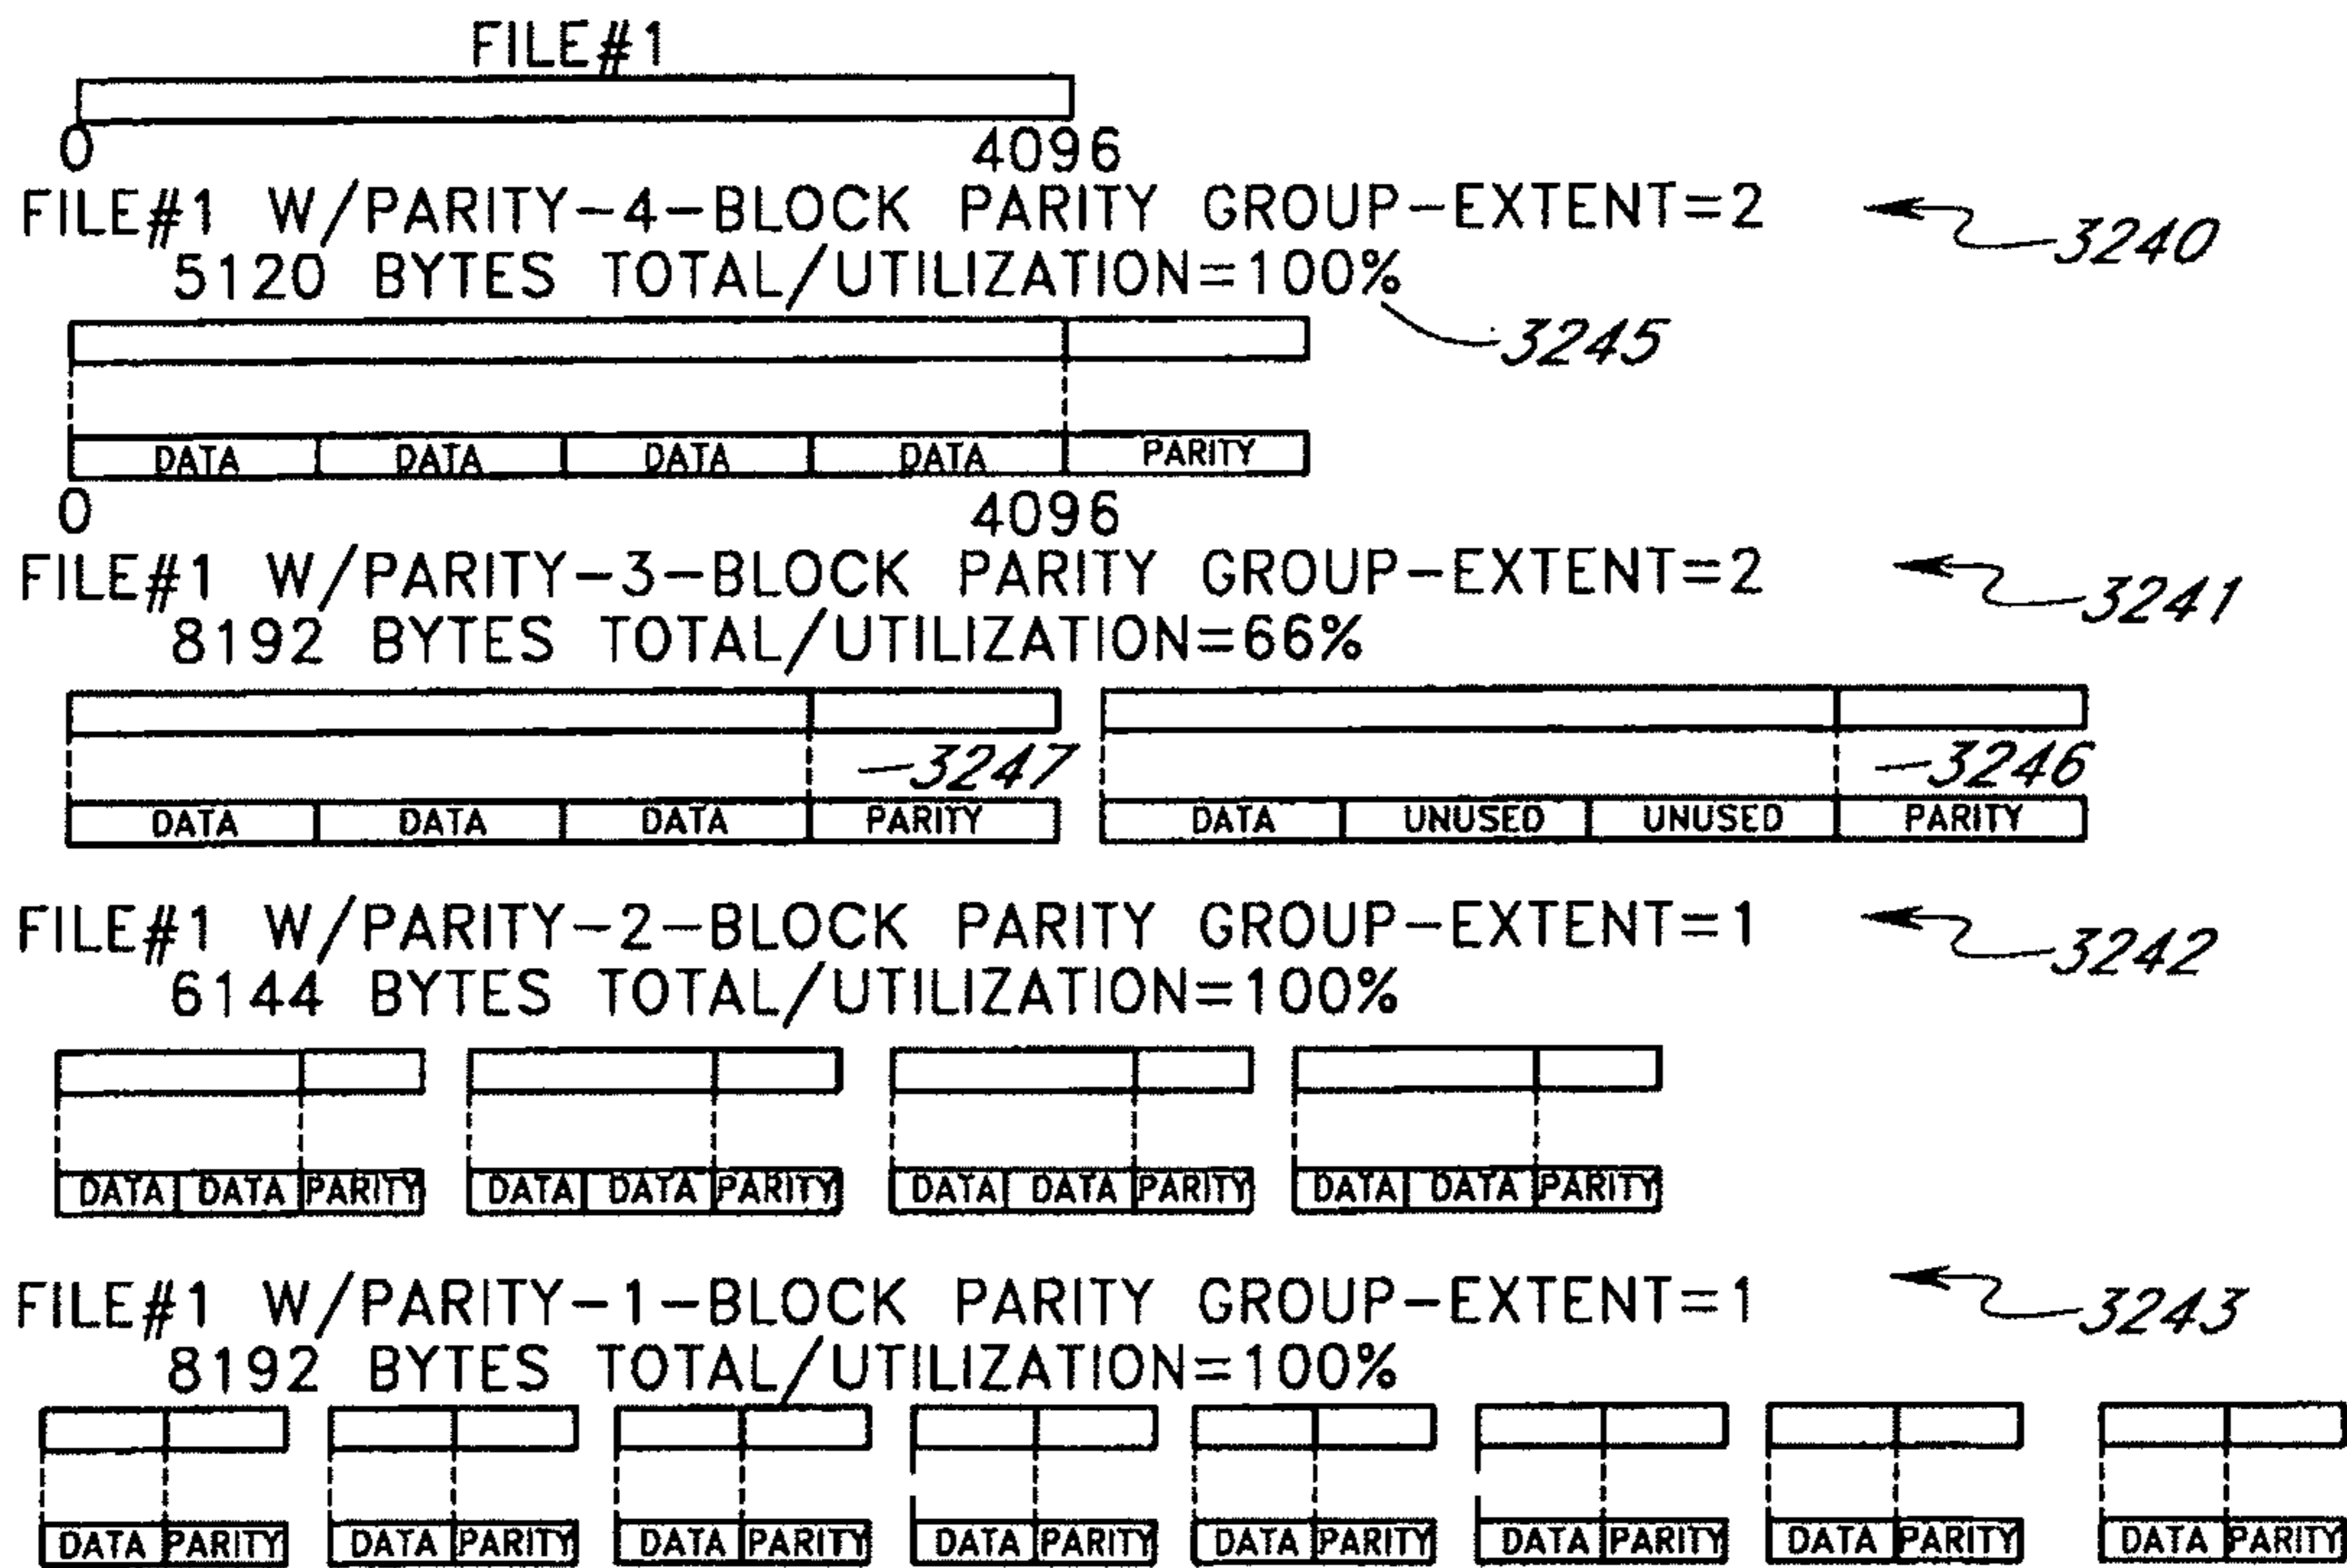 FILE#1
0 4096
FILE#1 W/PARITY-4-BLOCK PARITY GROUP-EXTENT=2 3240
5120 BYTES TOTAL/UTILIZATION=100%
3245
DATA DATA DATA DATA PARITY
0 4096
FILE#1 W/PARITY-3-BLOCK PARITY GROUP-EXTENT=2 3241
8192 BYTES TOTAL/UTILIZATION=66%
3247 3246
DATA DATA DATA PARITY DATA UNUSED UNUSED PARITY
FILE#1 W/PARITY-2-BLOCK PARITY GROUP-EXTENT=1 3242
6144 BYTES TOTAL/UTILIZATION=100%
DATA DATA PARITY DATA DATA PARITY DATA DATA PARITY DATA DATA PARITY
FILE#1 W/PARITY-1-BLOCK PARITY GROUP-EXTENT=1 3243
8192 BYTES TOTAL/UTILIZATION=100%
DATA PARITY DATA PARITY DATA PARITY DATA PARITY DATA PARITY DATA PARITY DATA PARITY DATA PARITY